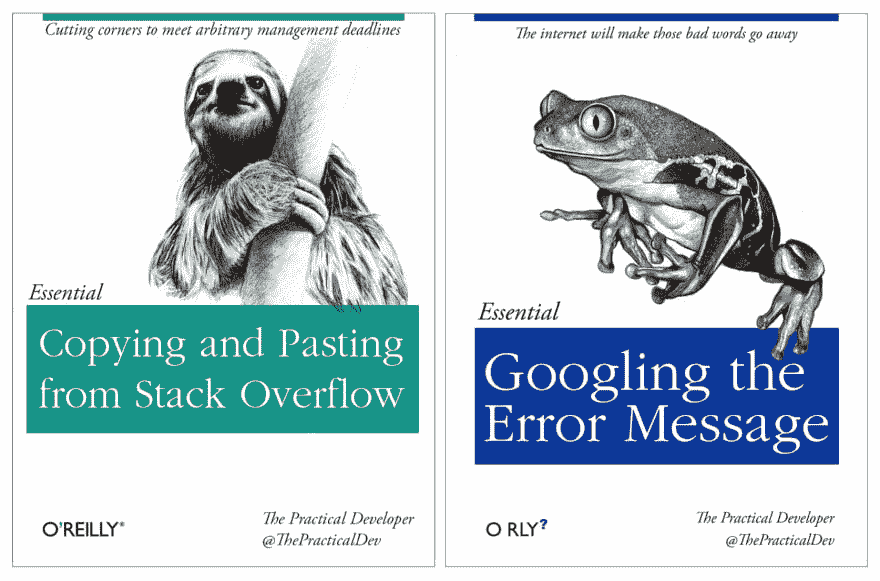 Cutting corners to meet arbitrary management deadlines
Essential
Copying and Pasting
from Stack Overflow
O'REILLY®
The Practical Developer
@ThePracticalDev
The internet will make those bad words go away
Essential
Googling the
Error Message
O RLY?
The Practical Developer
@ThePracticalDev